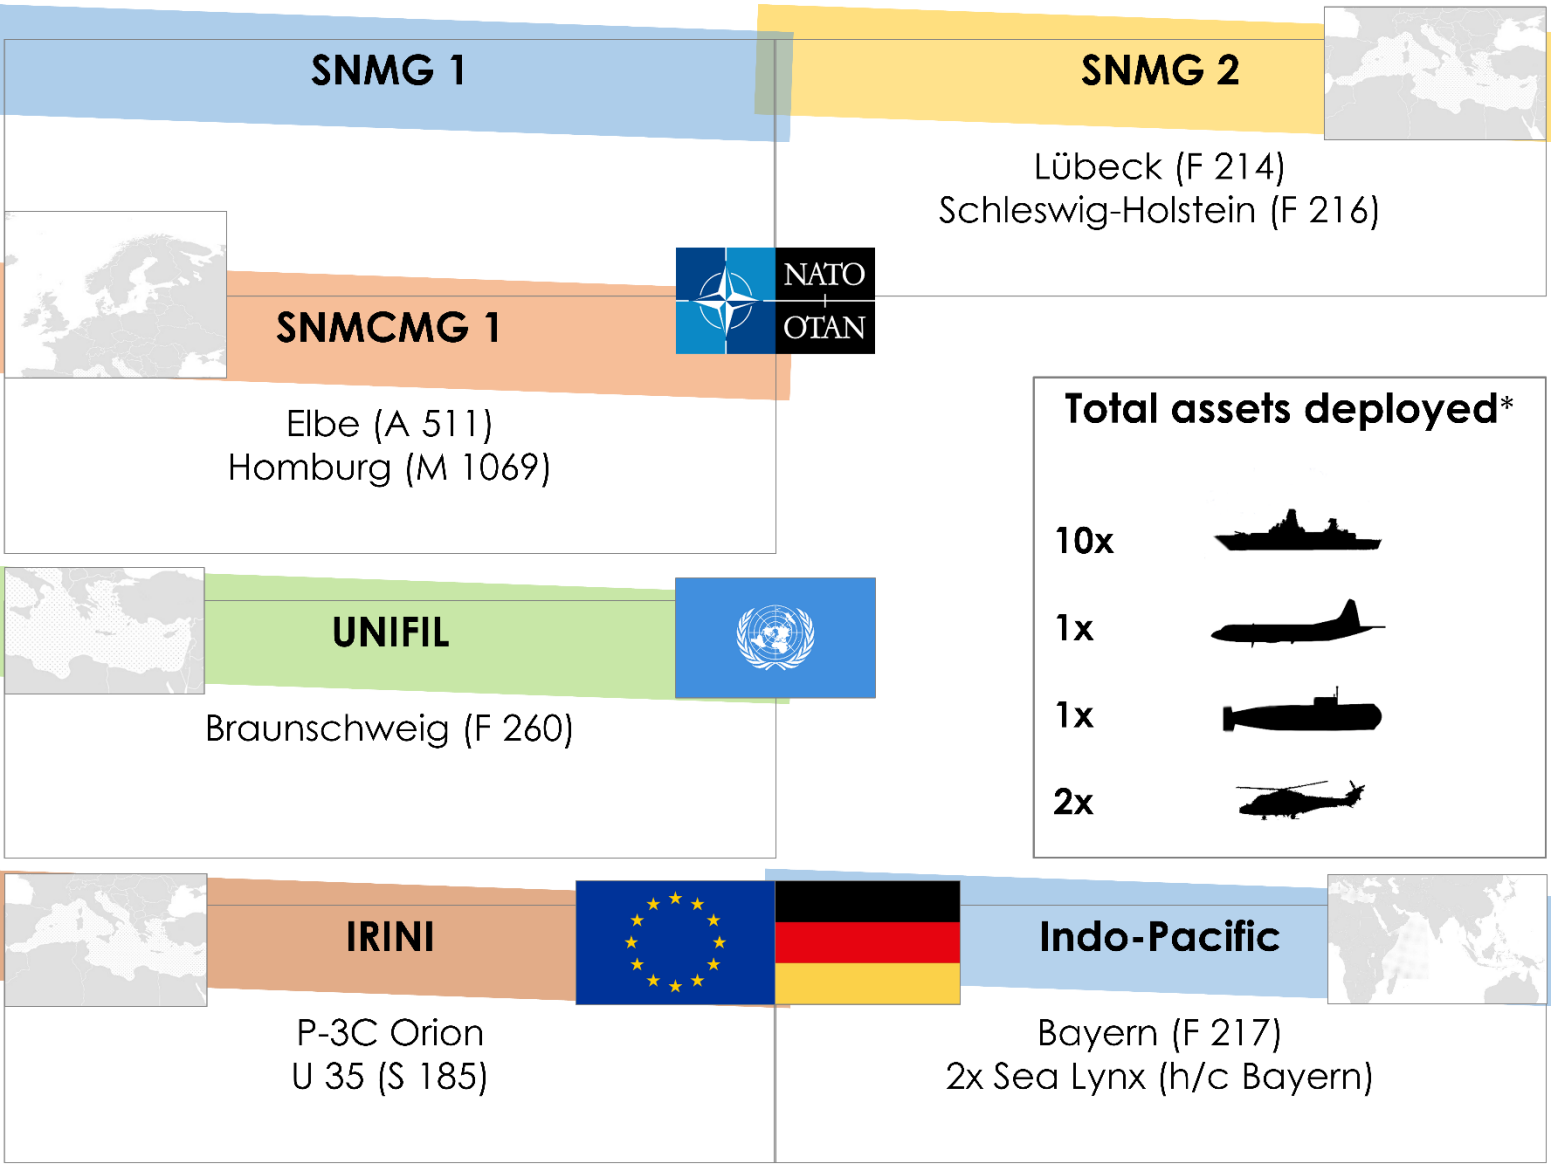 SNMG 1
SNMG 2
Lübeck (F 214)
Schleswig-Holstein (F 216)
NATO
OTAN
SNMCMG 1
Elbe (A 511)
Homburg (M 1069)
Total assets deployed*
10x
1x
1x
2x
UNIFIL
Braunschweig (F 260)
IRINI
P-3C Orion
U 35 (S 185)
Indo-Pacific
Bayern (F 217)
2x Sea Lynx (h/c Bayern)